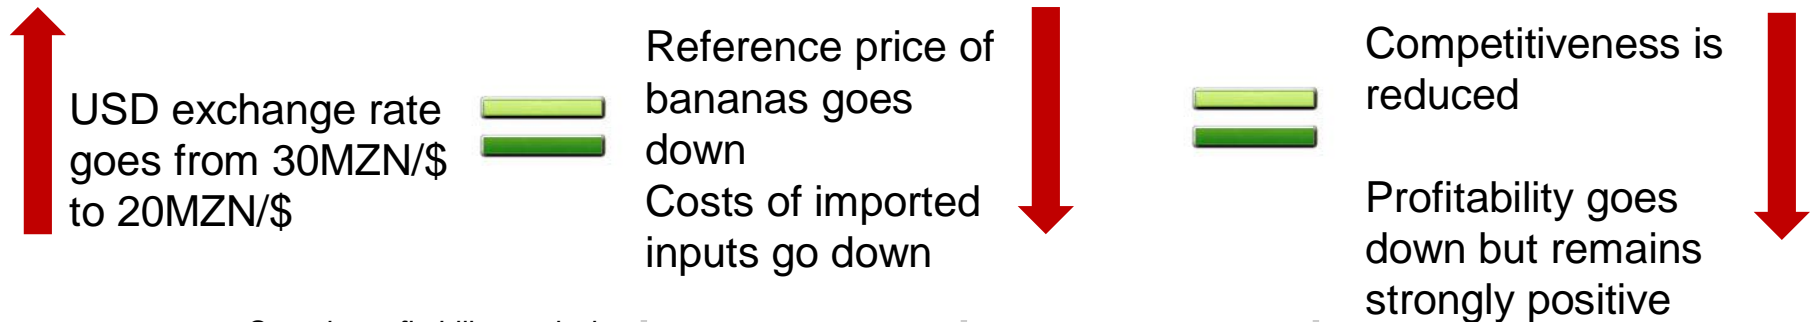 USD exchange rate
goes from 30MZN/$
to 20MZN/$
Reference price of
bananas goes
down
Costs of imported
inputs go down
Competitiveness is
reduced
Profitability goes
down but remains
strongly positive